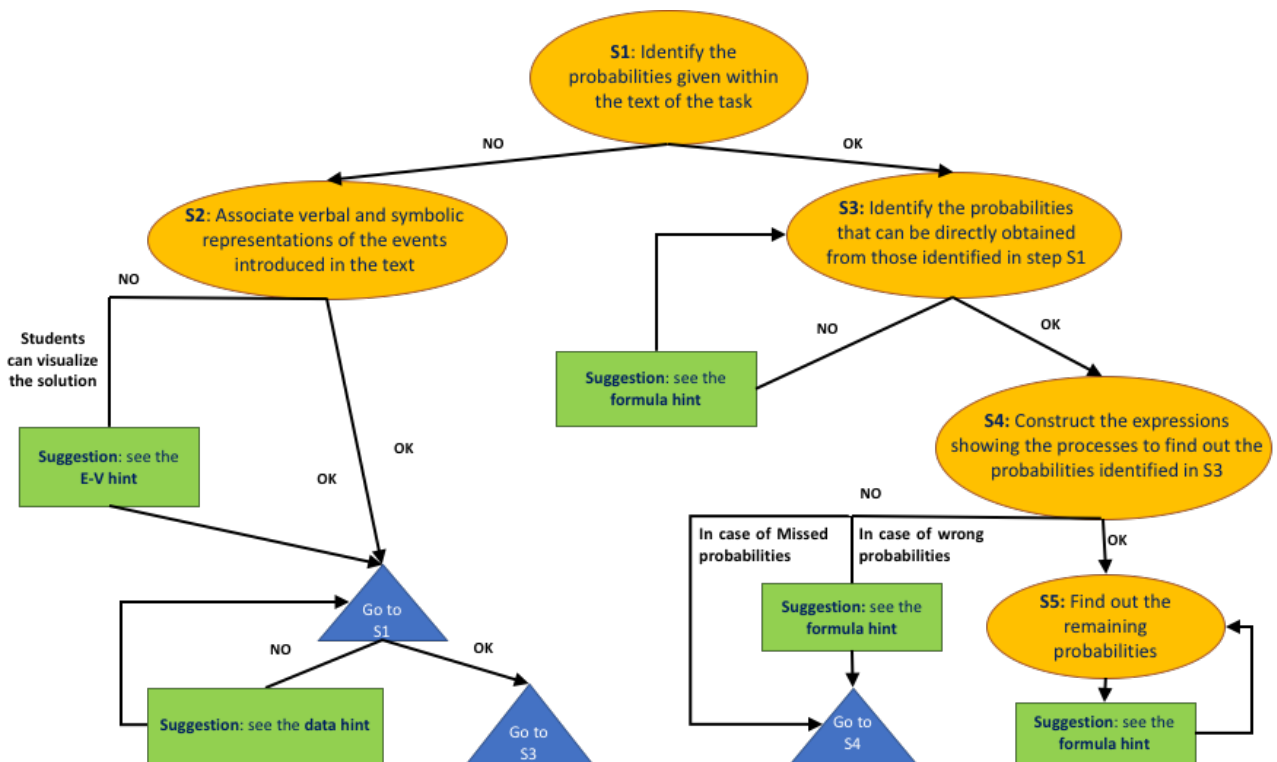 S1: Identify the
probabilities given within
the text of the task
NO
OK
S2: Associate verbal and symbolic
representations of the events
introduced in the text
S3: Identify the probabilities
that can be directly obtained
from those identified in step S1
NO
Students
can visualize
the solution
NO
OK
Suggestion: see the
formula hint
S4: Construct the expressions
showing the processes to find out the
probabilities identified in S3
Suggestion: see the
E-V hint
OK
OK
NO
In case of Missed
probabilities
In case of wrong
probabilities
OK
Go to
S1
Suggestion: see the
formula hint
S5: Find out the
remaining
probabilities
NO
OK
Suggestion: see the data hint
Go to
S3
Go to
S4
Suggestion: see the
formula hint